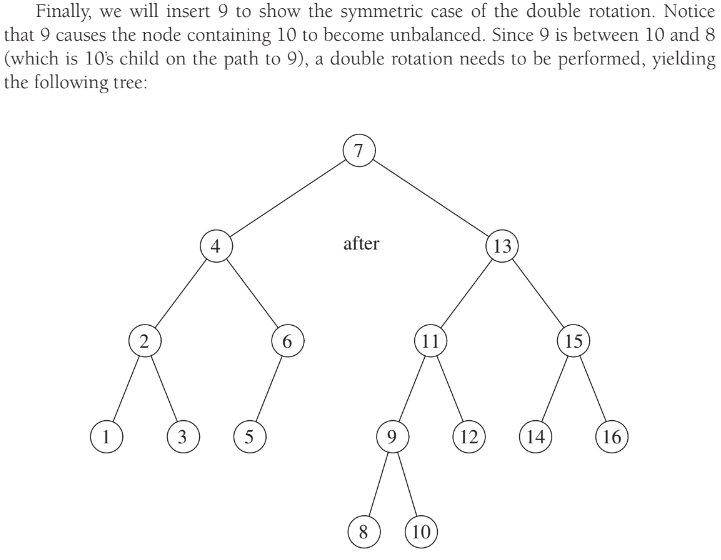 Finally, we will insert 9 to show the symmetric case of the double rotation. Notice
that 9 causes the node containing 10 to become unbalanced. Since 9 is between 10 and 8
(which is 10’s child on the path to 9), a double rotation needs to be performed, yielding
the following tree:
7
4 after 13
2 6 11 15
1 3 5 9 12 14 16
8 10